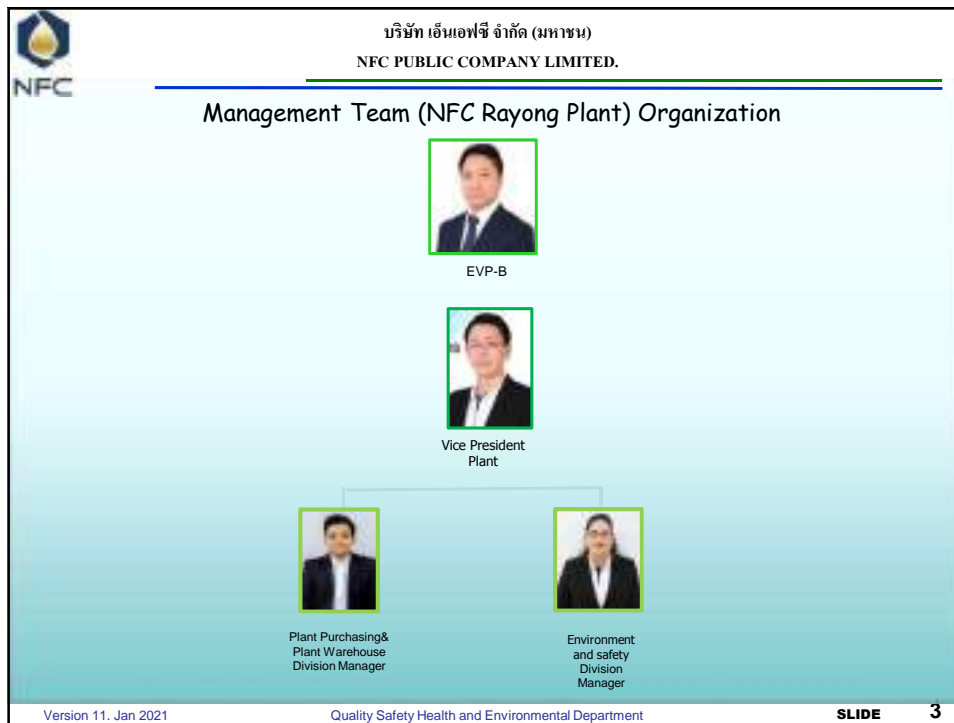 บริษัท เอ็นเอฟซี จำกัด (มหาชน)
NFC PUBLIC COMPANY LIMITED.
NFC
Management Team (NFC Rayong Plant) Organization
EVP-B
Vice President
Plant
Plant Purchasing&
Plant Warehouse
Division Manager
Environment
and safety
Division
Manager
Version 11. Jan 2021
Quality Safety Health and Environmental Department
SLIDE 3